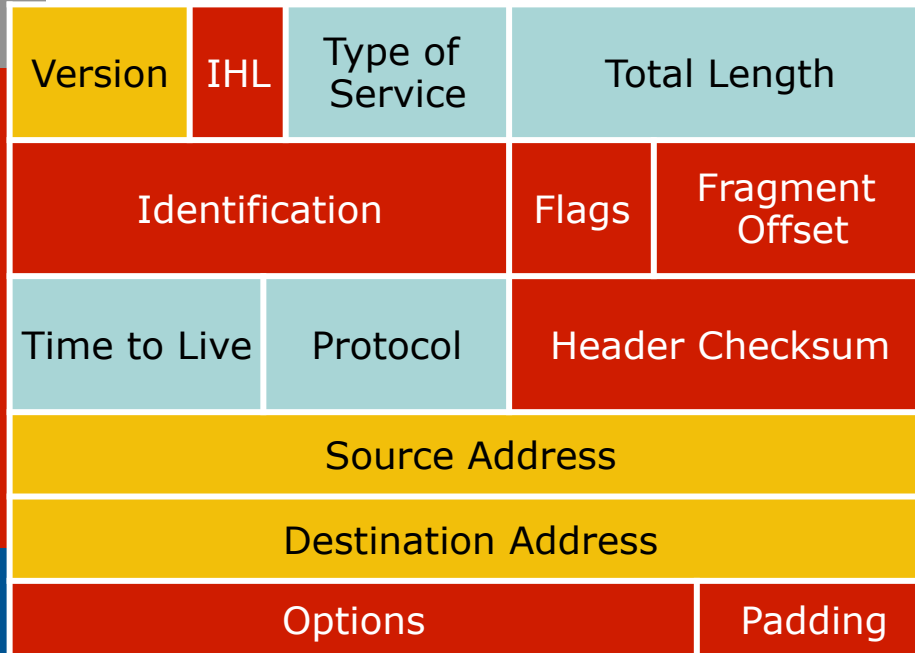 Version
IHL
Type of
Service
Total Length
Identification
Flags
Fragment
Offset
Time to Live
Protocol
Header Checksum
Source Address
Destination Address
Options
Padding